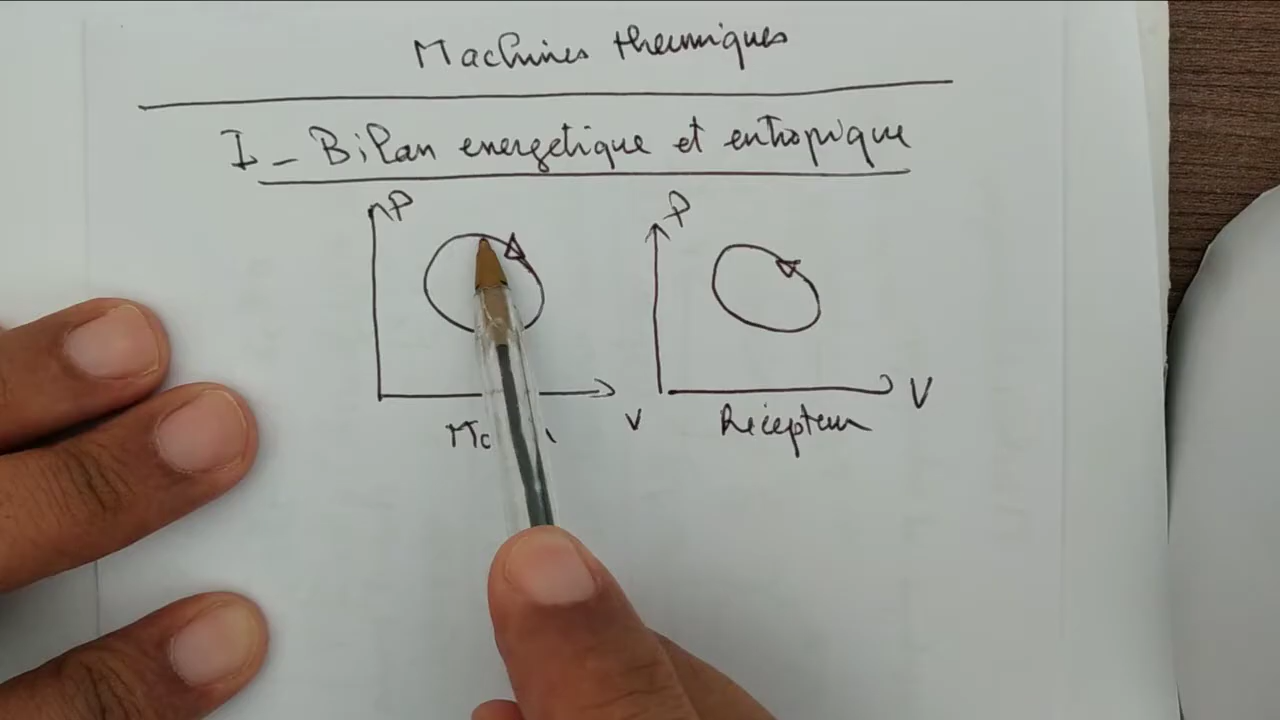 Machines thermiques
I - Bilan energetique et entropique
P
P
V
V
Récepteur